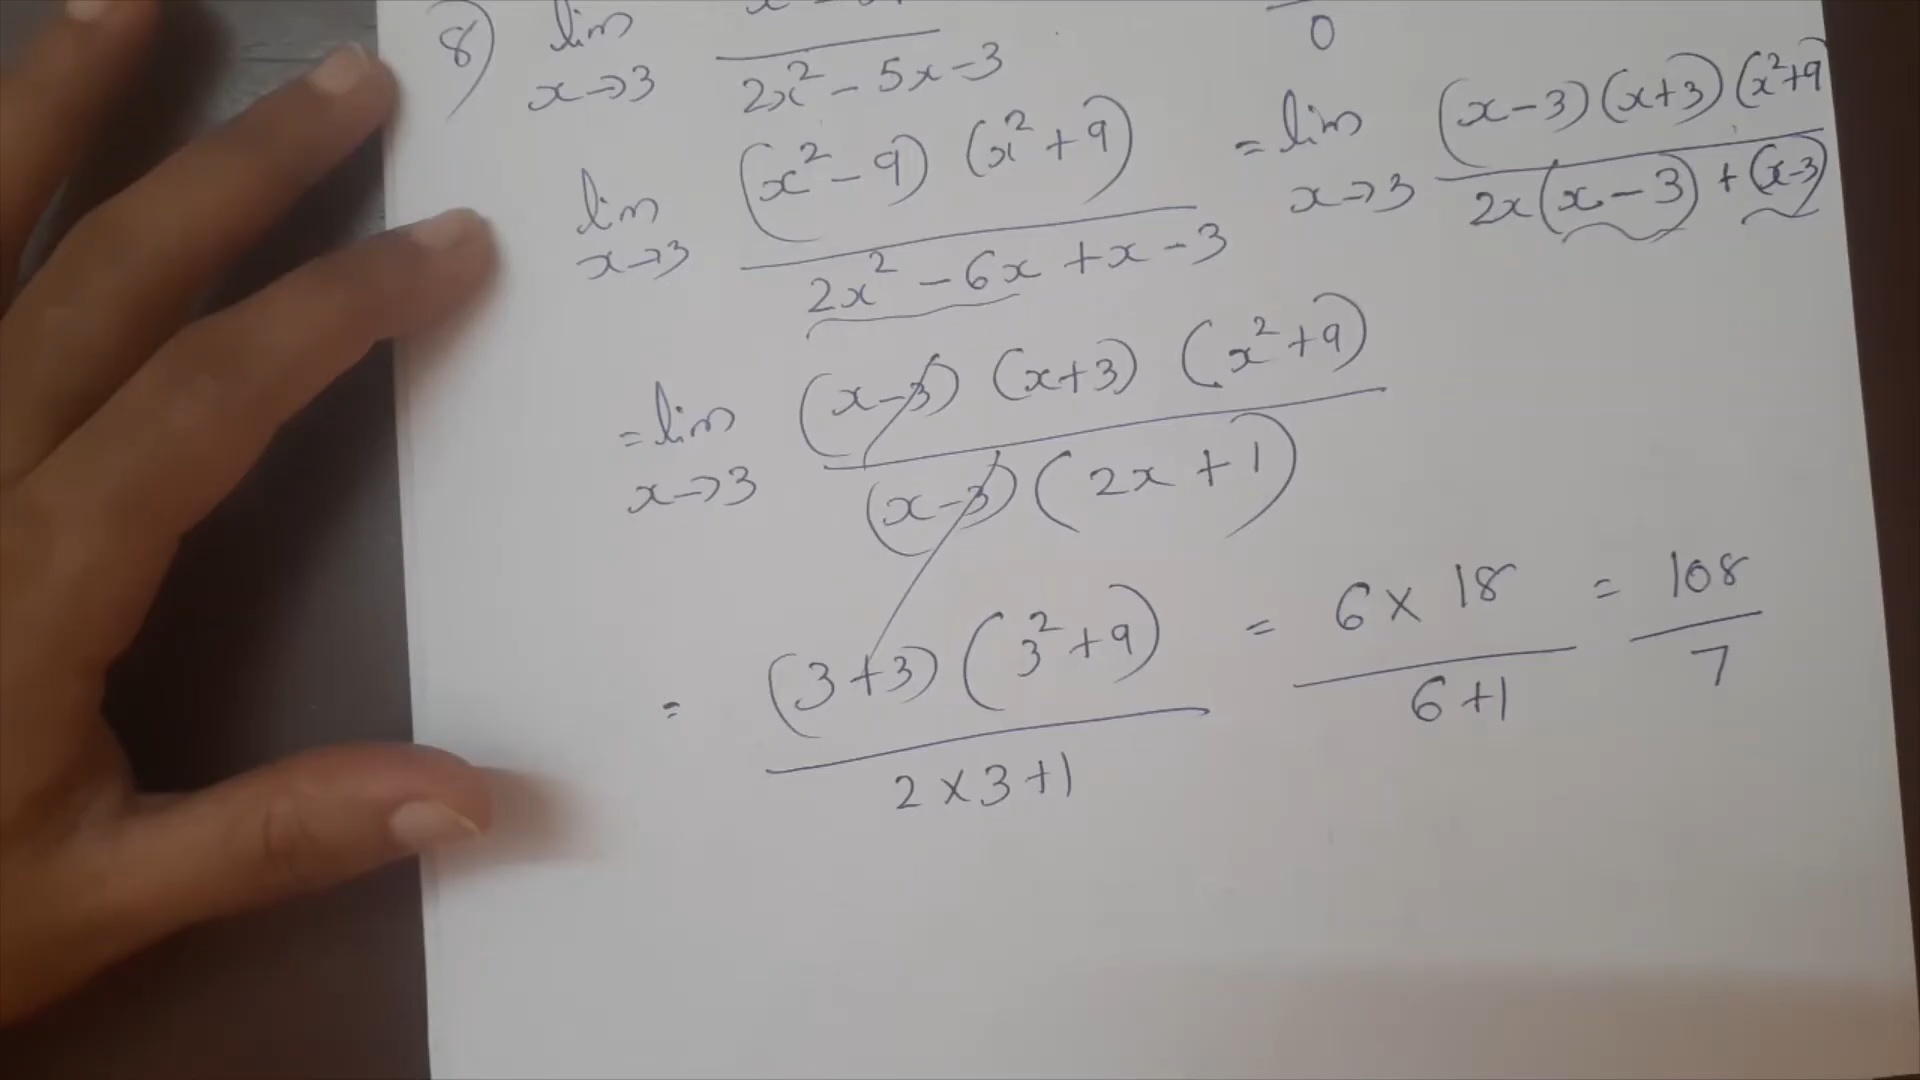 8) lim
x→3 2x² - 5x - 3 0
lim (x² - 9) (x² + 9)
x→3 2x² - 6x + x - 3
= lim (x-3) (x+3) (x²+9
x→3 2x(x-3) + (x-3)
= lim (x-3) (x+3) (x²+9)
x→3 (x-3) (2x+1)
= (3+3) (3²+9) = 6 × 18 = 108
2 × 3 + 1 6 + 1 7